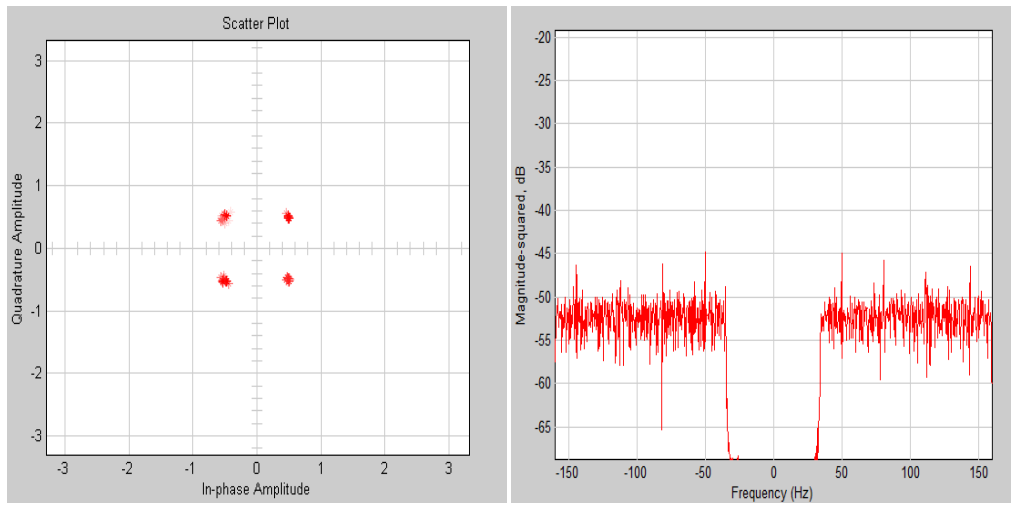 Scatter Plot
3
2
1
0
-1
-2
-3
Quadrature Amplitude
-3 -2 -1 0 1 2 3
In-phase Amplitude
-20
-25
-30
-35
-40
-45
-50
-55
-60
-65
Magnitude-squared, dB
-150 -100 -50 0 50 100 150
Frequency (Hz)